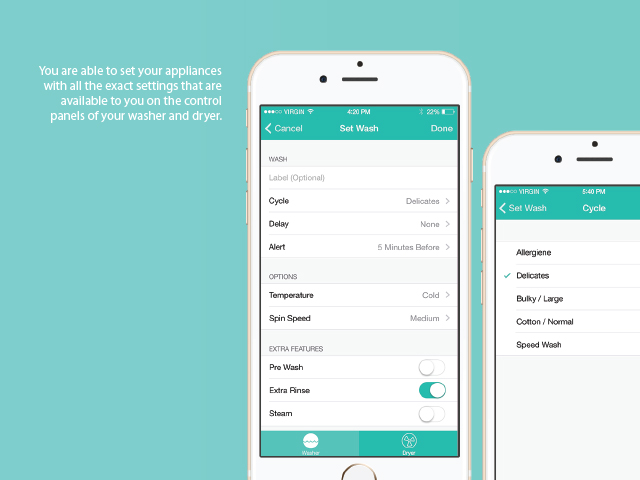 You are able to set your appliances
with all the exact settings that are
available to you on the control
panels of your washer and dryer.
VIRGIN 4:20 PM 22%
Cancel Set Wash Done
WASH
Label (Optional)
Cycle Delicates
Delay None
Alert 5 Minutes Before
OPTIONS
Temperature Cold
Spin Speed Medium
EXTRA FEATURES
Pre Wash
Extra Rinse
Steam
Washer Dryer
VIRGIN 5:40 PM
Set Wash Cycle
Allergiene
Delicates
Bulky / Large
Cotton / Normal
Speed Wash